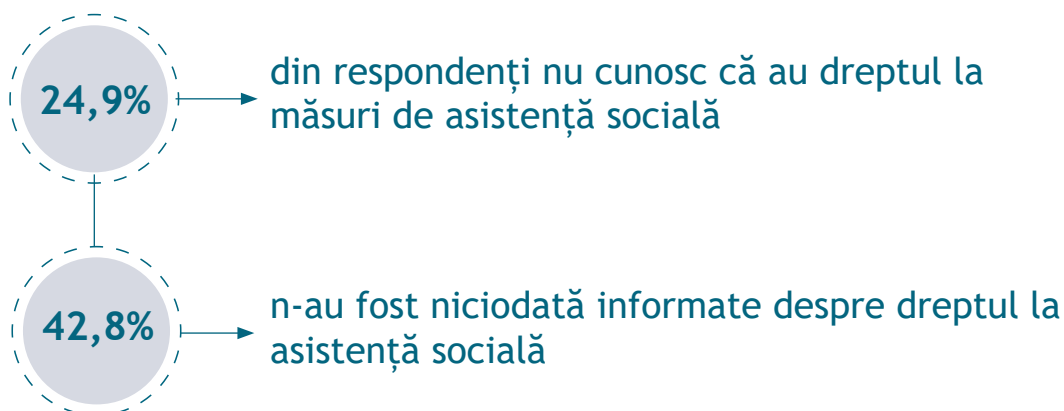 24,9%
din respondenți nu cunosc că au dreptul la
măsuri de asistență socială
42,8%
n-au fost niciodată informate despre dreptul la
asistență socială